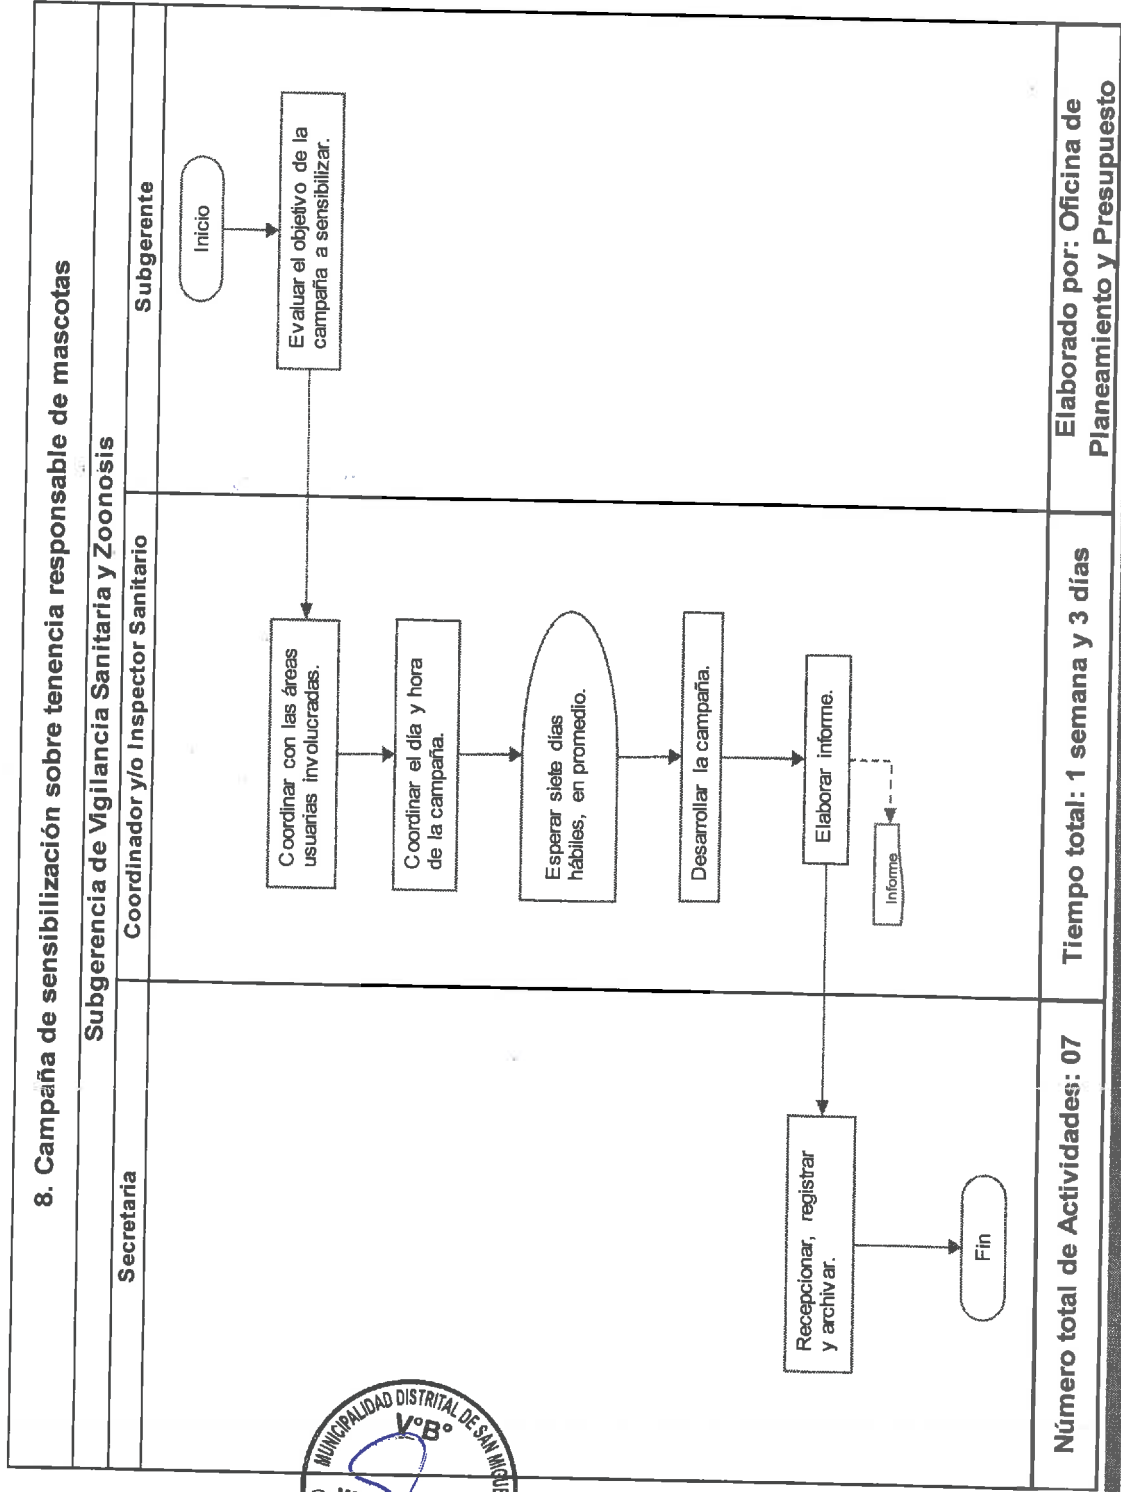 8. Campaña de sensibilización sobre tenencia responsable de mascotas
Subgerencia de Vigilancia Sanitaria y Zoonosis
Secretaria
Coordinador y/o Inspector Sanitario
Subgerente
Inicio
Evaluar el objetivo de la
campaña a sensibilizar.
Coordinar con las áreas
usuarias involucradas.
Coordinar el día y hora
de la campaña.
Esperar siete días
hábiles, en promedio.
Desarrollar la campaña.
Elaborar informe.
Informe
Recepcionar, registrar
y archivar.
Fin
Número total de Actividades: 07
Tiempo total: 1 semana y 3 días
Elaborado por: Oficina de
Planeamiento y Presupuesto
MUNICIPALIDAD DISTRITAL DE SAN
V°B°